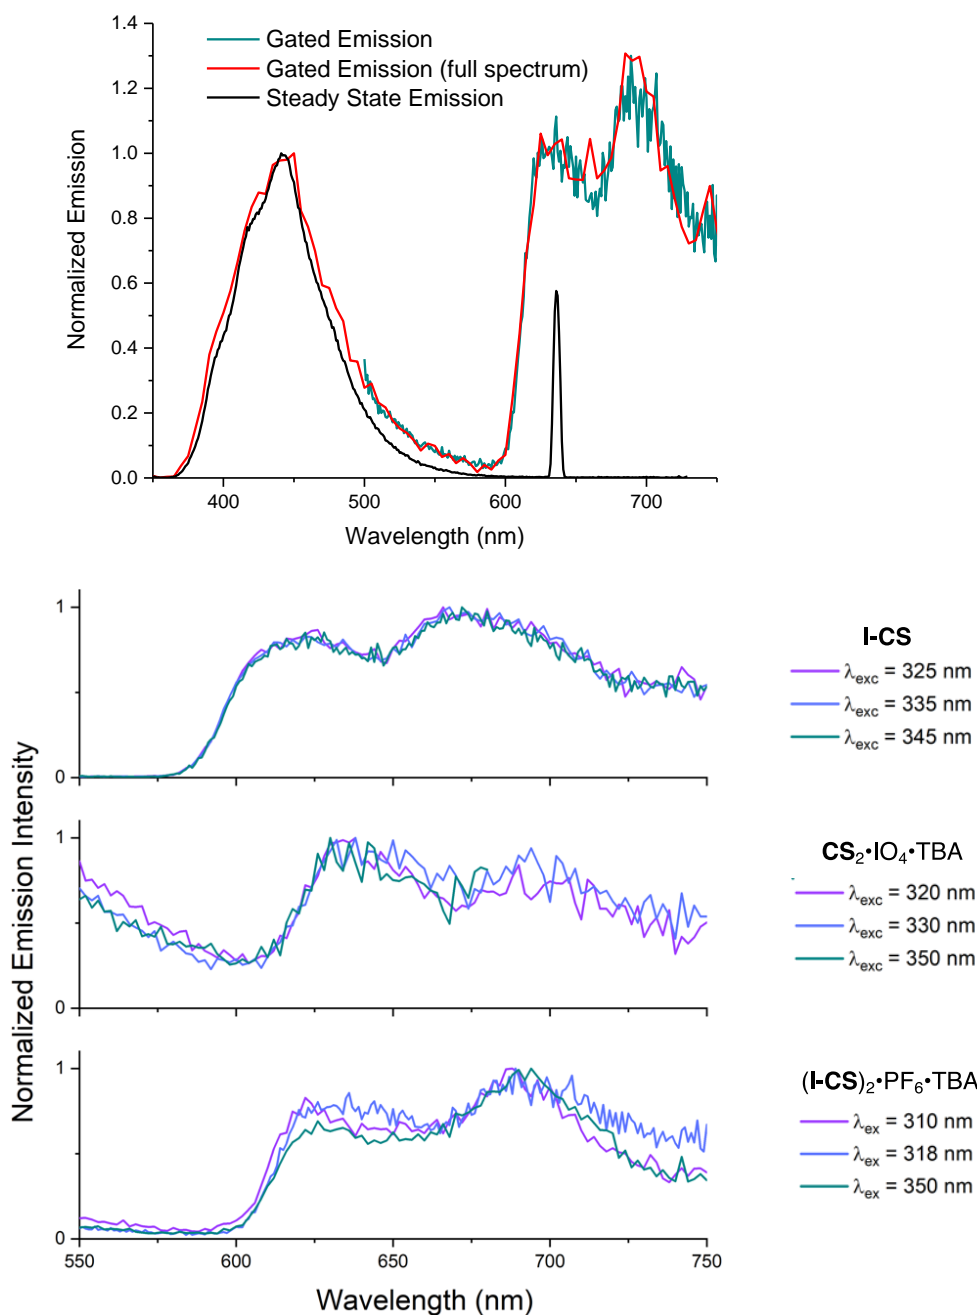 1.4
1.2
1.0
0.8
0.6
0.4
0.2
0.0
Normalized Emission
Gated Emission
Gated Emission (full spectrum)
Steady State Emission
400 500 600 700
Wavelength (nm)
Normalized Emission Intensity
1
0
I-CS
λexc = 325 nm
λexc = 335 nm
λexc = 345 nm
1
0
CS2•IO4•TBA
λexc = 320 nm
λexc = 330 nm
λexc = 350 nm
1
0
(I-CS)2•PF6•TBA
λex = 310 nm
λex = 318 nm
λex = 350 nm
550 600 650 700 750
Wavelength (nm)